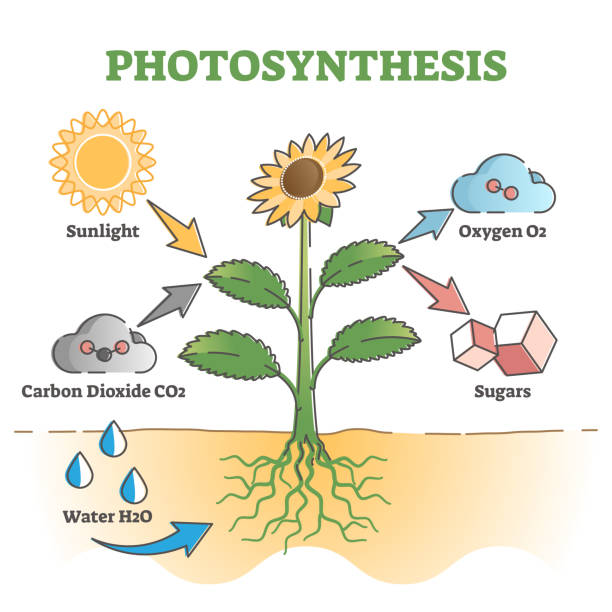 PHOTOSYNTHESIS
Sunlight
Oxygen O2
Carbon Dioxide CO2
Sugars
Water H2O